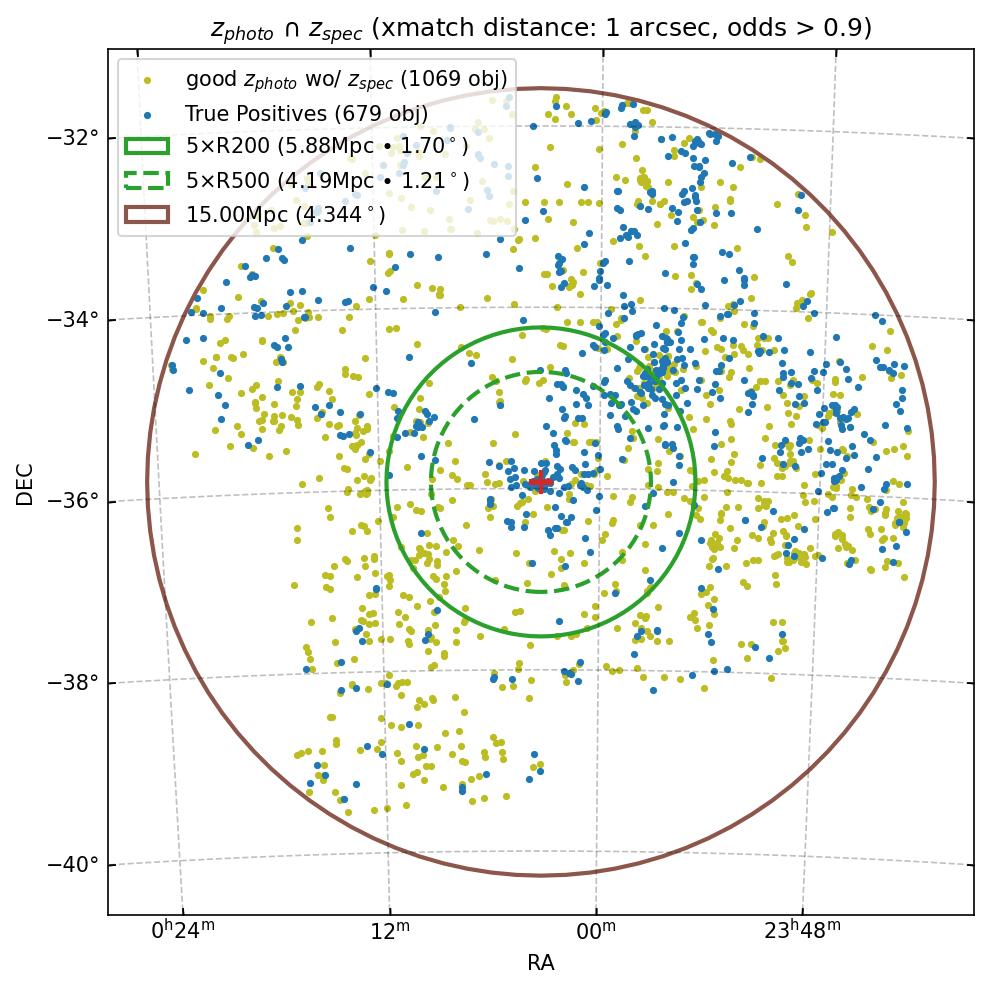 z_photo ∩ z_spec (xmatch distance: 1 arcsec, odds > 0.9)
good z_photo wo/ z_spec (1069 obj)
True Positives (679 obj)
5×R200 (5.88Mpc • 1.70°)
5×R500 (4.19Mpc • 1.21°)
15.00Mpc (4.344°)
−32°
−34°
−36°
−38°
−40°
DEC
0h24m
12m
00m
23h48m
RA